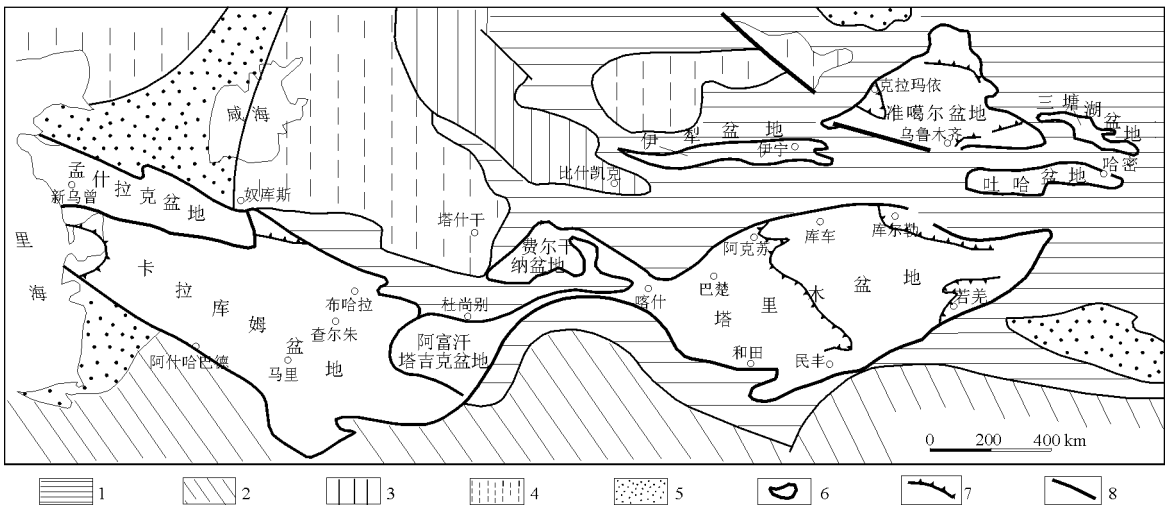 咸海
克拉玛依
准噶尔盆地
乌鲁木齐
三塘湖盆地
伊犁盆地
伊宁
比什凯克
哈密
吐哈盆地
孟什拉克盆地
新乌曾
奴库斯
塔什干
费尔干
纳盆地
阿克苏
库车
库尔勒
里海
卡拉库姆盆地
布哈拉
查尔朱
杜尚别
喀什
巴楚
塔里木盆地
若羌
阿什哈巴德
马里
阿富汗
塔吉克盆地
和田
民丰
0 200 400 km
1 2 3 4 5 6 7 8